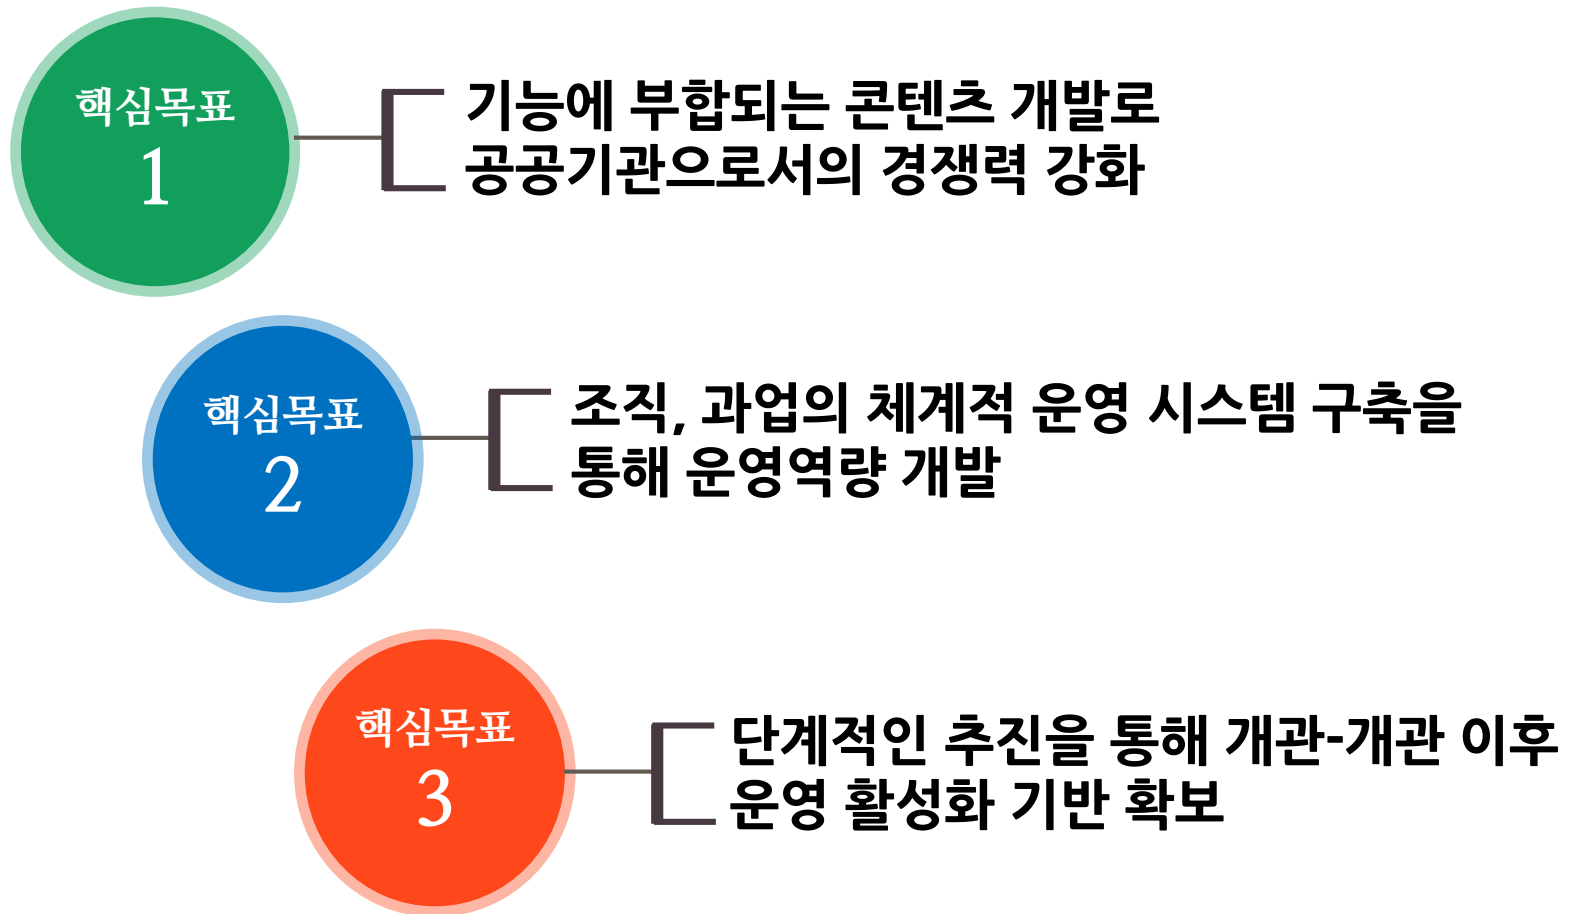 핵심목표
1
기능에 부합되는 콘텐츠 개발로
공공기관으로서의 경쟁력 강화
핵심목표
2
조직, 과업의 체계적 운영 시스템 구축을
통해 운영역량 개발
핵심목표
3
단계적인 추진을 통해 개관-개관 이후
운영 활성화 기반 확보